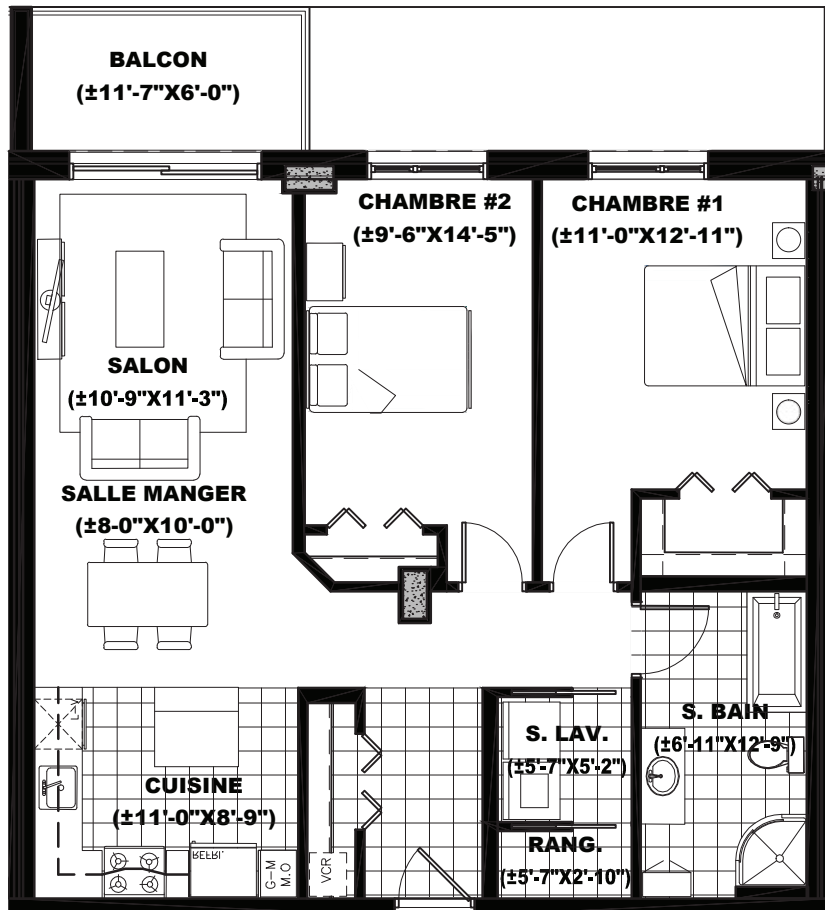 BALCON
(±11'-7"X6'-0")
CHAMBRE #2
(±9'-6"X14'-5")
CHAMBRE #1
(±11'-0"X12'-11")
SALON
(±10'-9"X11'-3")
SALLE MANGER
(±8-0"X10'-0")
S. BAIN
(±6'-11"X12'-9")
S. LAV.
(±5'-7"X5'-2")
CUISINE
(±11'-0"X8'-9")
RANG.
(±5'-7"X2'-10")
REFRI.
G-M
M.O
VCR